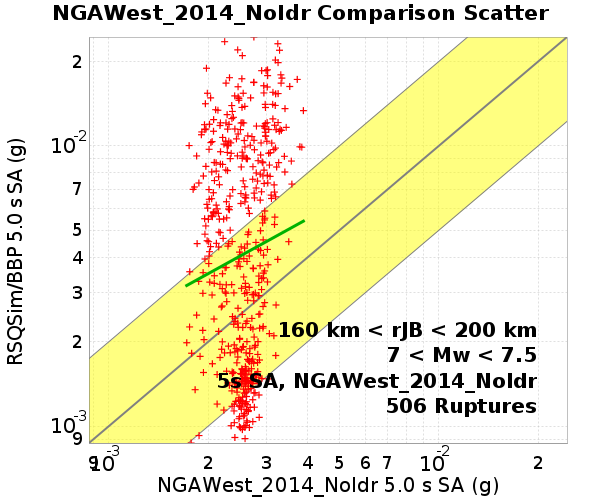 NGAWest_2014_NoIdr Comparison Scatter
RSQSim/BBP 5.0 s SA (g)
2
10-2
7
5
4
3
2
10-3
9
160 km < rJB < 200 km
7 < Mw < 7.5
5s SA, NGAWest_2014_NoIdr
506 Ruptures
9 10-3 2 3 4 5 6 7 10-2 2
NGAWest_2014_NoIdr 5.0 s SA (g)